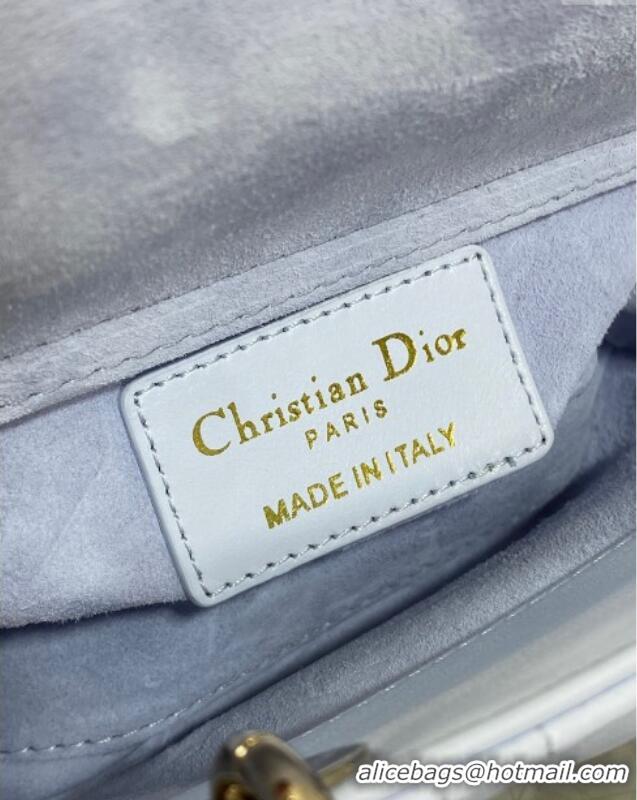 Christian Dior
PARIS
MADE IN ITALY
alicebags@hotmail.com